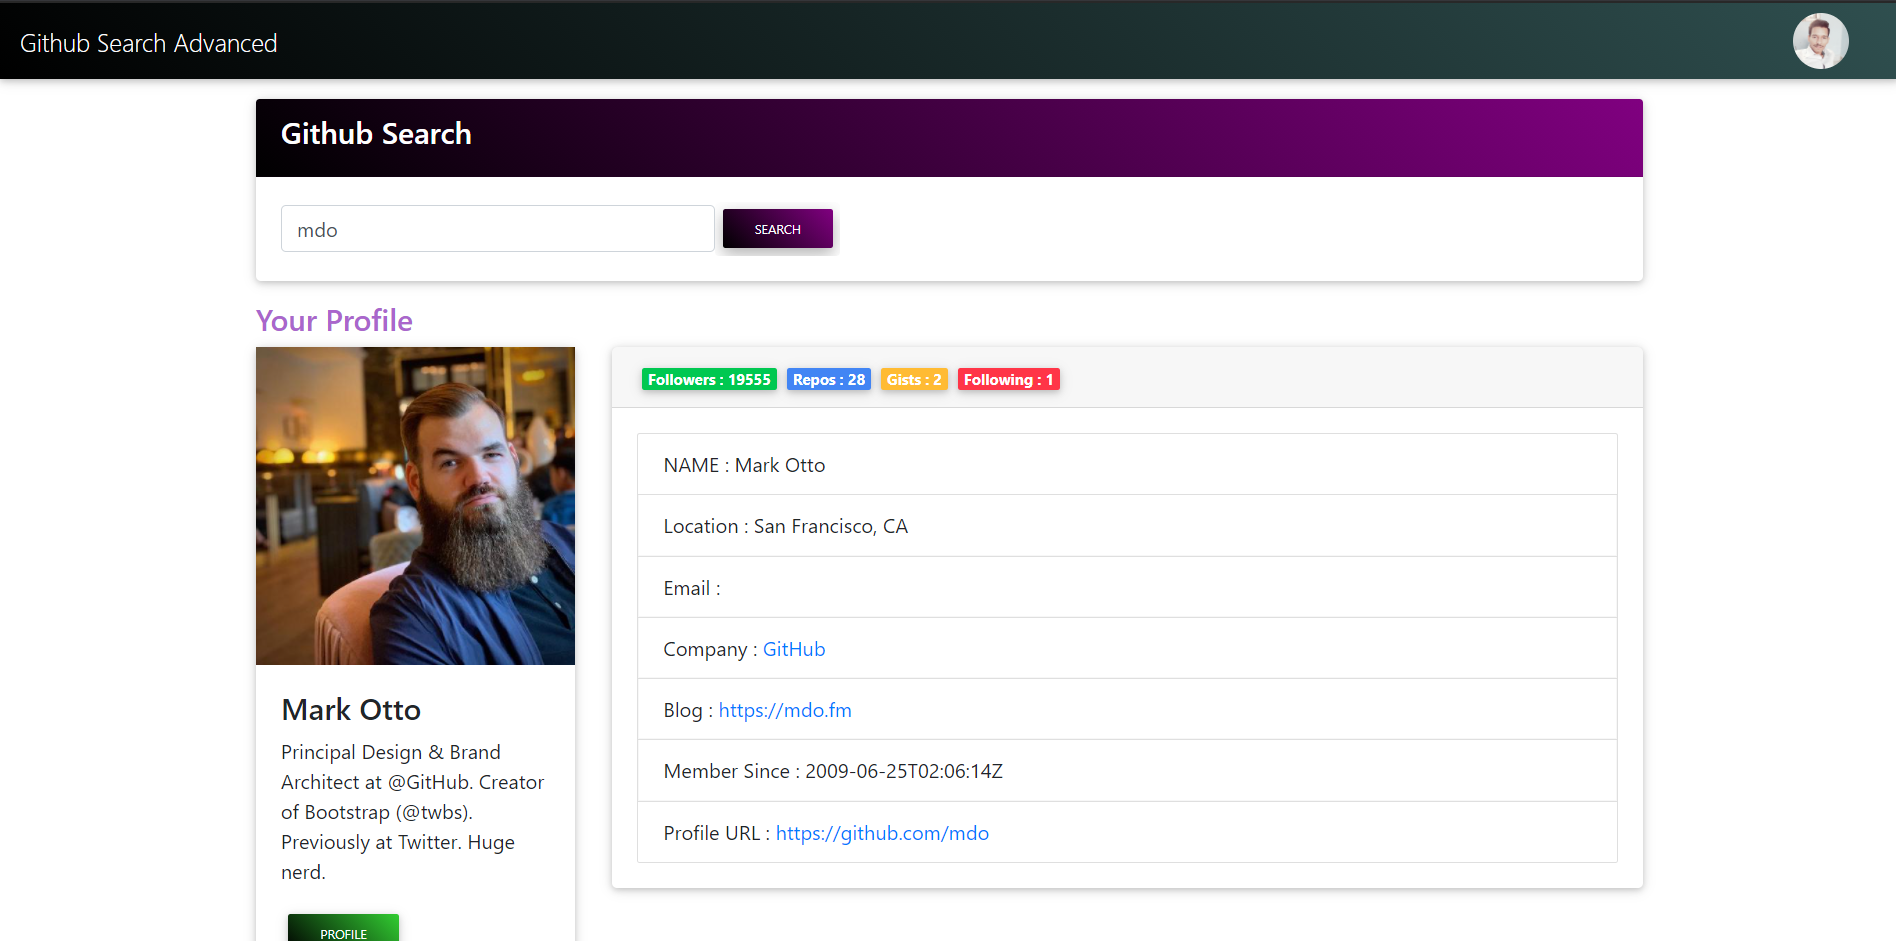 Github Search Advanced
Github Search
mdo
SEARCH
Your Profile
Followers : 19555
Repos : 28
Gists : 2
Following : 1
NAME : Mark Otto
Location : San Francisco, CA
Email :
Company : GitHub
Blog : https://mdo.fm
Member Since : 2009-06-25T02:06:14Z
Profile URL : https://github.com/mdo
Mark Otto
Principal Design & Brand
Architect at @GitHub. Creator
of Bootstrap (@twbs).
Previously at Twitter. Huge
nerd.
PROFILE